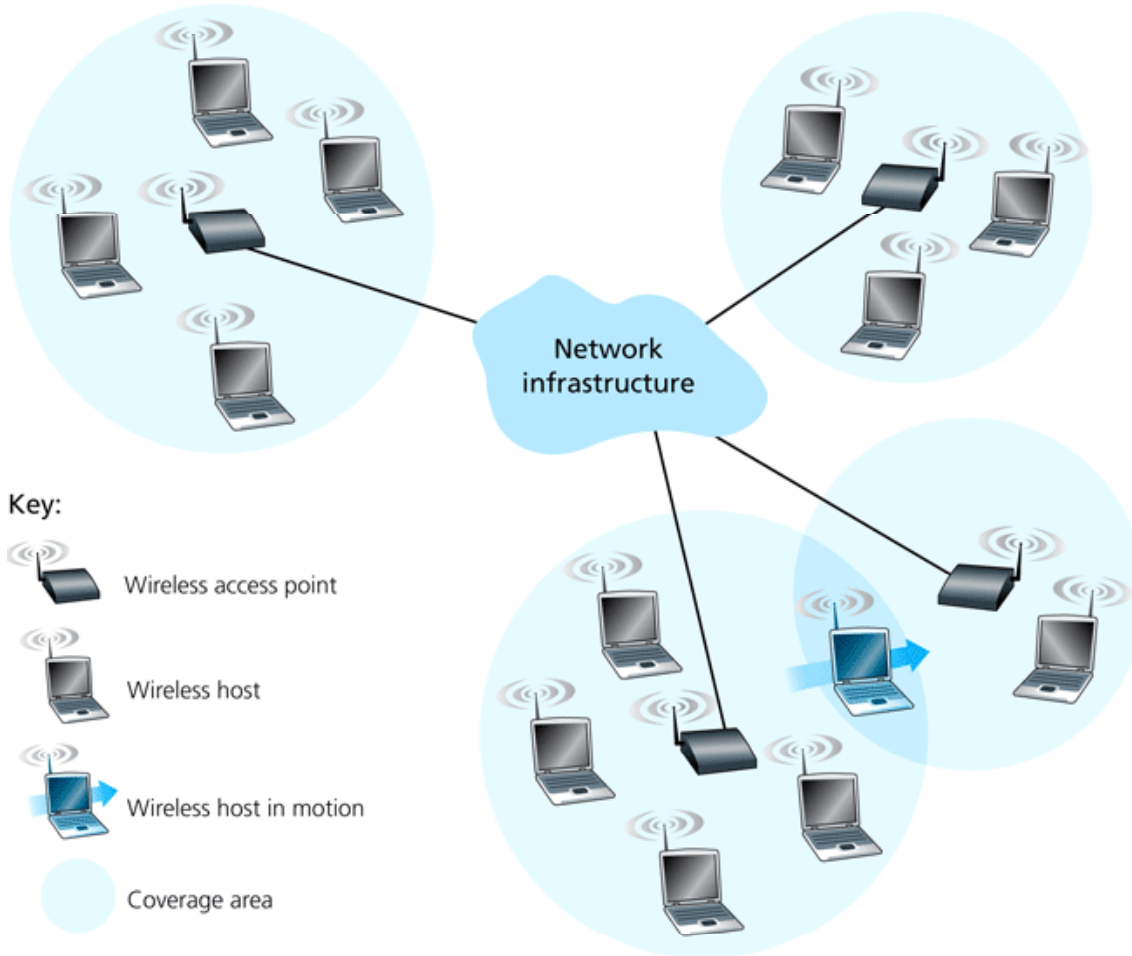 Network
infrastructure
Key:
Wireless access point
Wireless host
Wireless host in motion
Coverage area